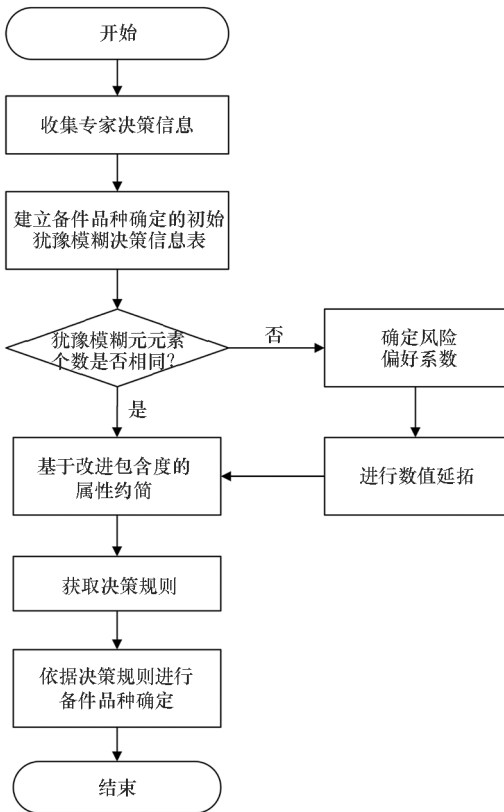 开始
收集专家决策信息
建立备件品种确定的初始
犹豫模糊决策信息表
犹豫模糊元元素
个数是否相同?
否
确定风险
偏好系数
是
进行数值延拓
基于改进包含度的
属性约简
获取决策规则
依据决策规则进行
备件品种确定
结束